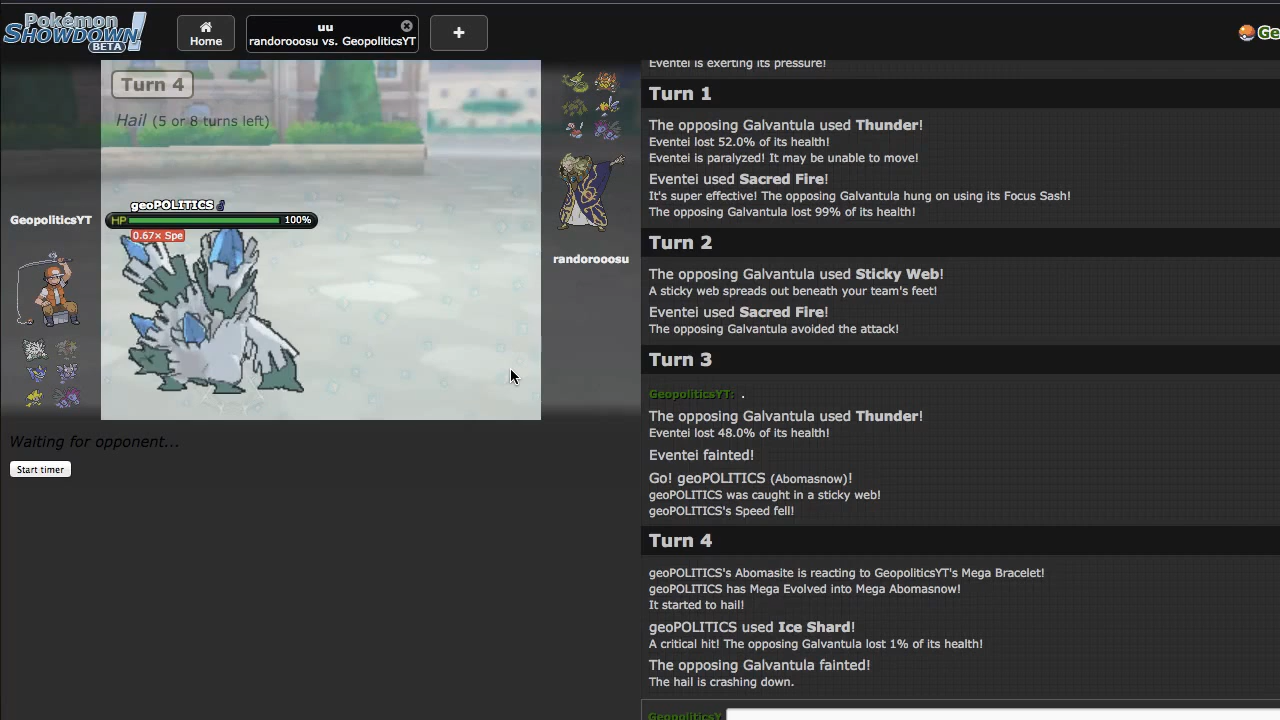 Pokémon
SHOWDOWN!
BETA
Home
uu
randorooosu vs. GeopoliticsYT
+
Ge
Turn 4
Hail (5 or 8 turns left)
geoPOLITICS
HP 100%
0.67× Spe
GeopoliticsYT
randorooosu
Waiting for opponent...
Start timer
Eventei is exerting its pressure!
Turn 1
The opposing Galvantula used Thunder!
Eventei lost 52.0% of its health!
Eventei is paralyzed! It may be unable to move!
Eventei used Sacred Fire!
It's super effective! The opposing Galvantula hung on using its Focus Sash!
The opposing Galvantula lost 99% of its health!
Turn 2
The opposing Galvantula used Sticky Web!
A sticky web spreads out beneath your team's feet!
Eventei used Sacred Fire!
The opposing Galvantula avoided the attack!
Turn 3
GeopoliticsYT: .
The opposing Galvantula used Thunder!
Eventei lost 48.0% of its health!
Eventei fainted!
Go! geoPOLITICS (Abomasnow)!
geoPOLITICS was caught in a sticky web!
geoPOLITICS's Speed fell!
Turn 4
geoPOLITICS's Abomasite is reacting to GeopoliticsYT's Mega Bracelet!
geoPOLITICS has Mega Evolved into Mega Abomasnow!
It started to hail!
geoPOLITICS used Ice Shard!
A critical hit! The opposing Galvantula lost 1% of its health!
The opposing Galvantula fainted!
The hail is crashing down.
GeopoliticsY